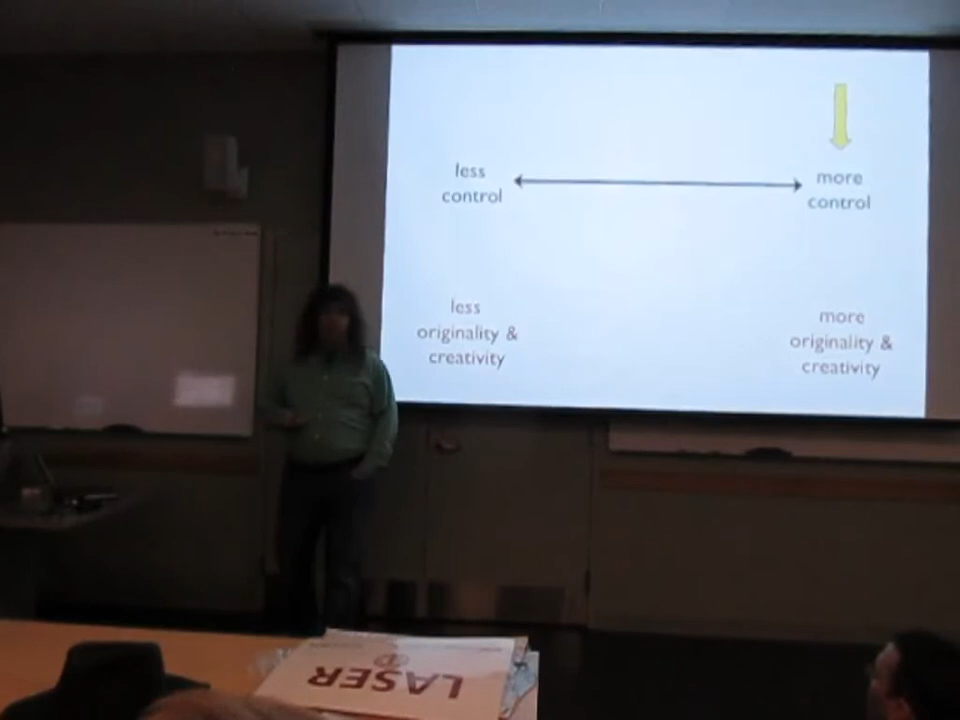 less
control
more
control
less
originality &
creativity
more
originality &
creativity
LASER